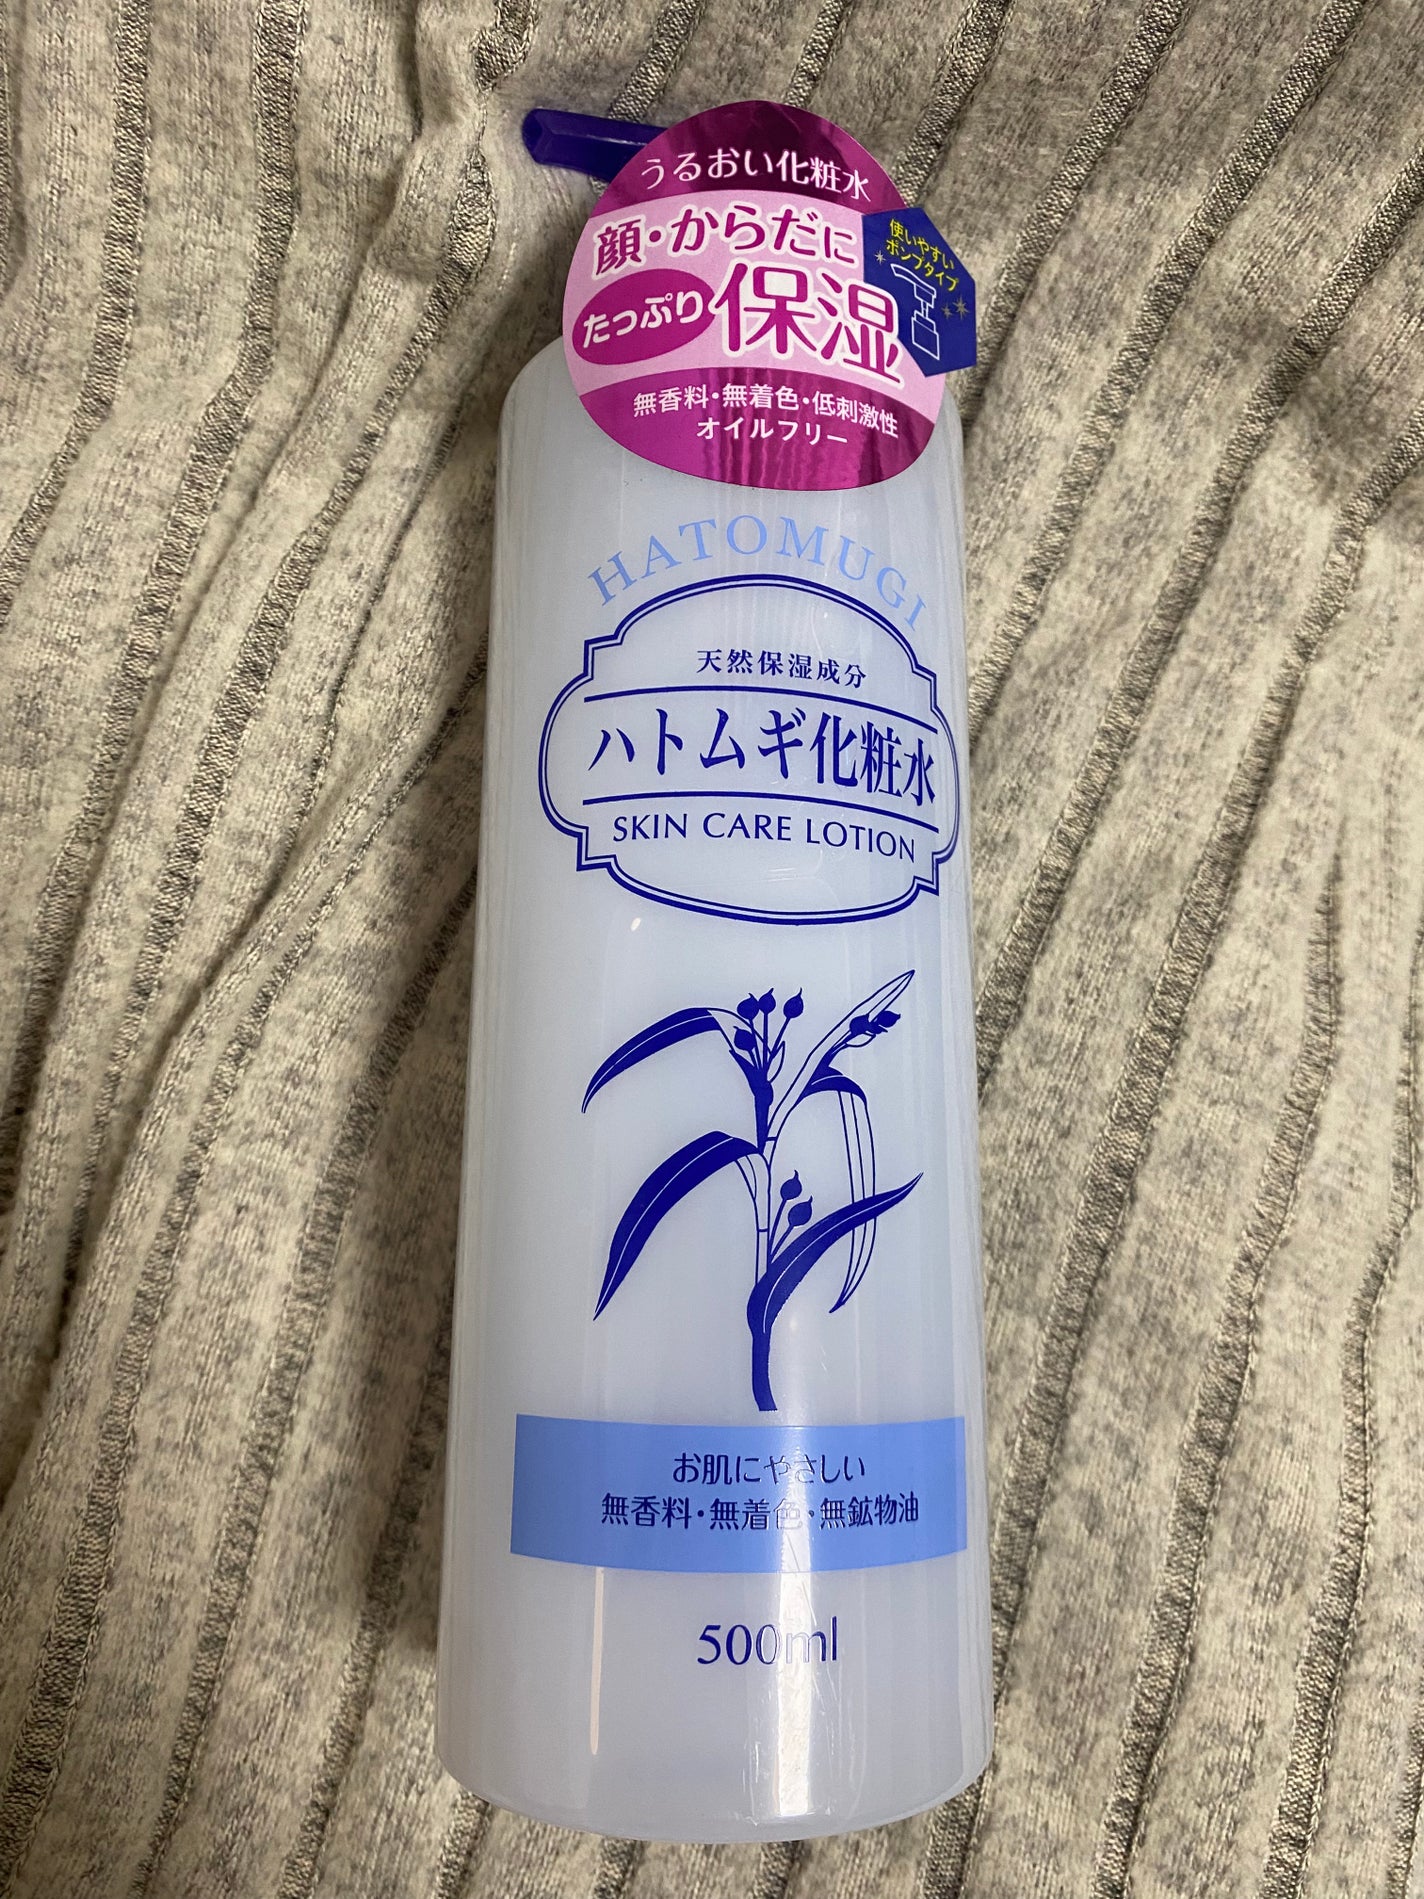 うるおい化粧水
顔・からだに
たっぷり保湿
使いやすい
ポンプタイプ
無香料・無着色・低刺激性
オイルフリー
HATOMUGI
天然保湿成分
ハトムギ化粧水
SKIN CARE LOTION
お肌にやさしい
無香料・無着色・無鉱物油
500ml